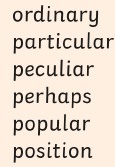 ordinary
particular
peculiar
perhaps
popular
position